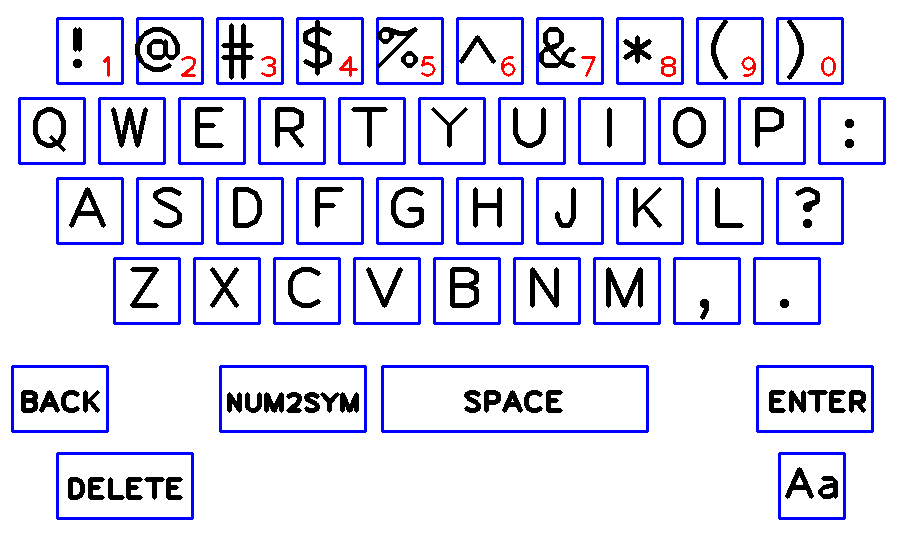 ! 1 @ 2 # 3 $ 4 % 5 ^ 6 & 7 * 8 ( 9 ) 0
Q W E R T Y U I O P :
A S D F G H J K L ?
Z X C V B N M , .
BACK NUM2SYM SPACE ENTER
DELETE Aa